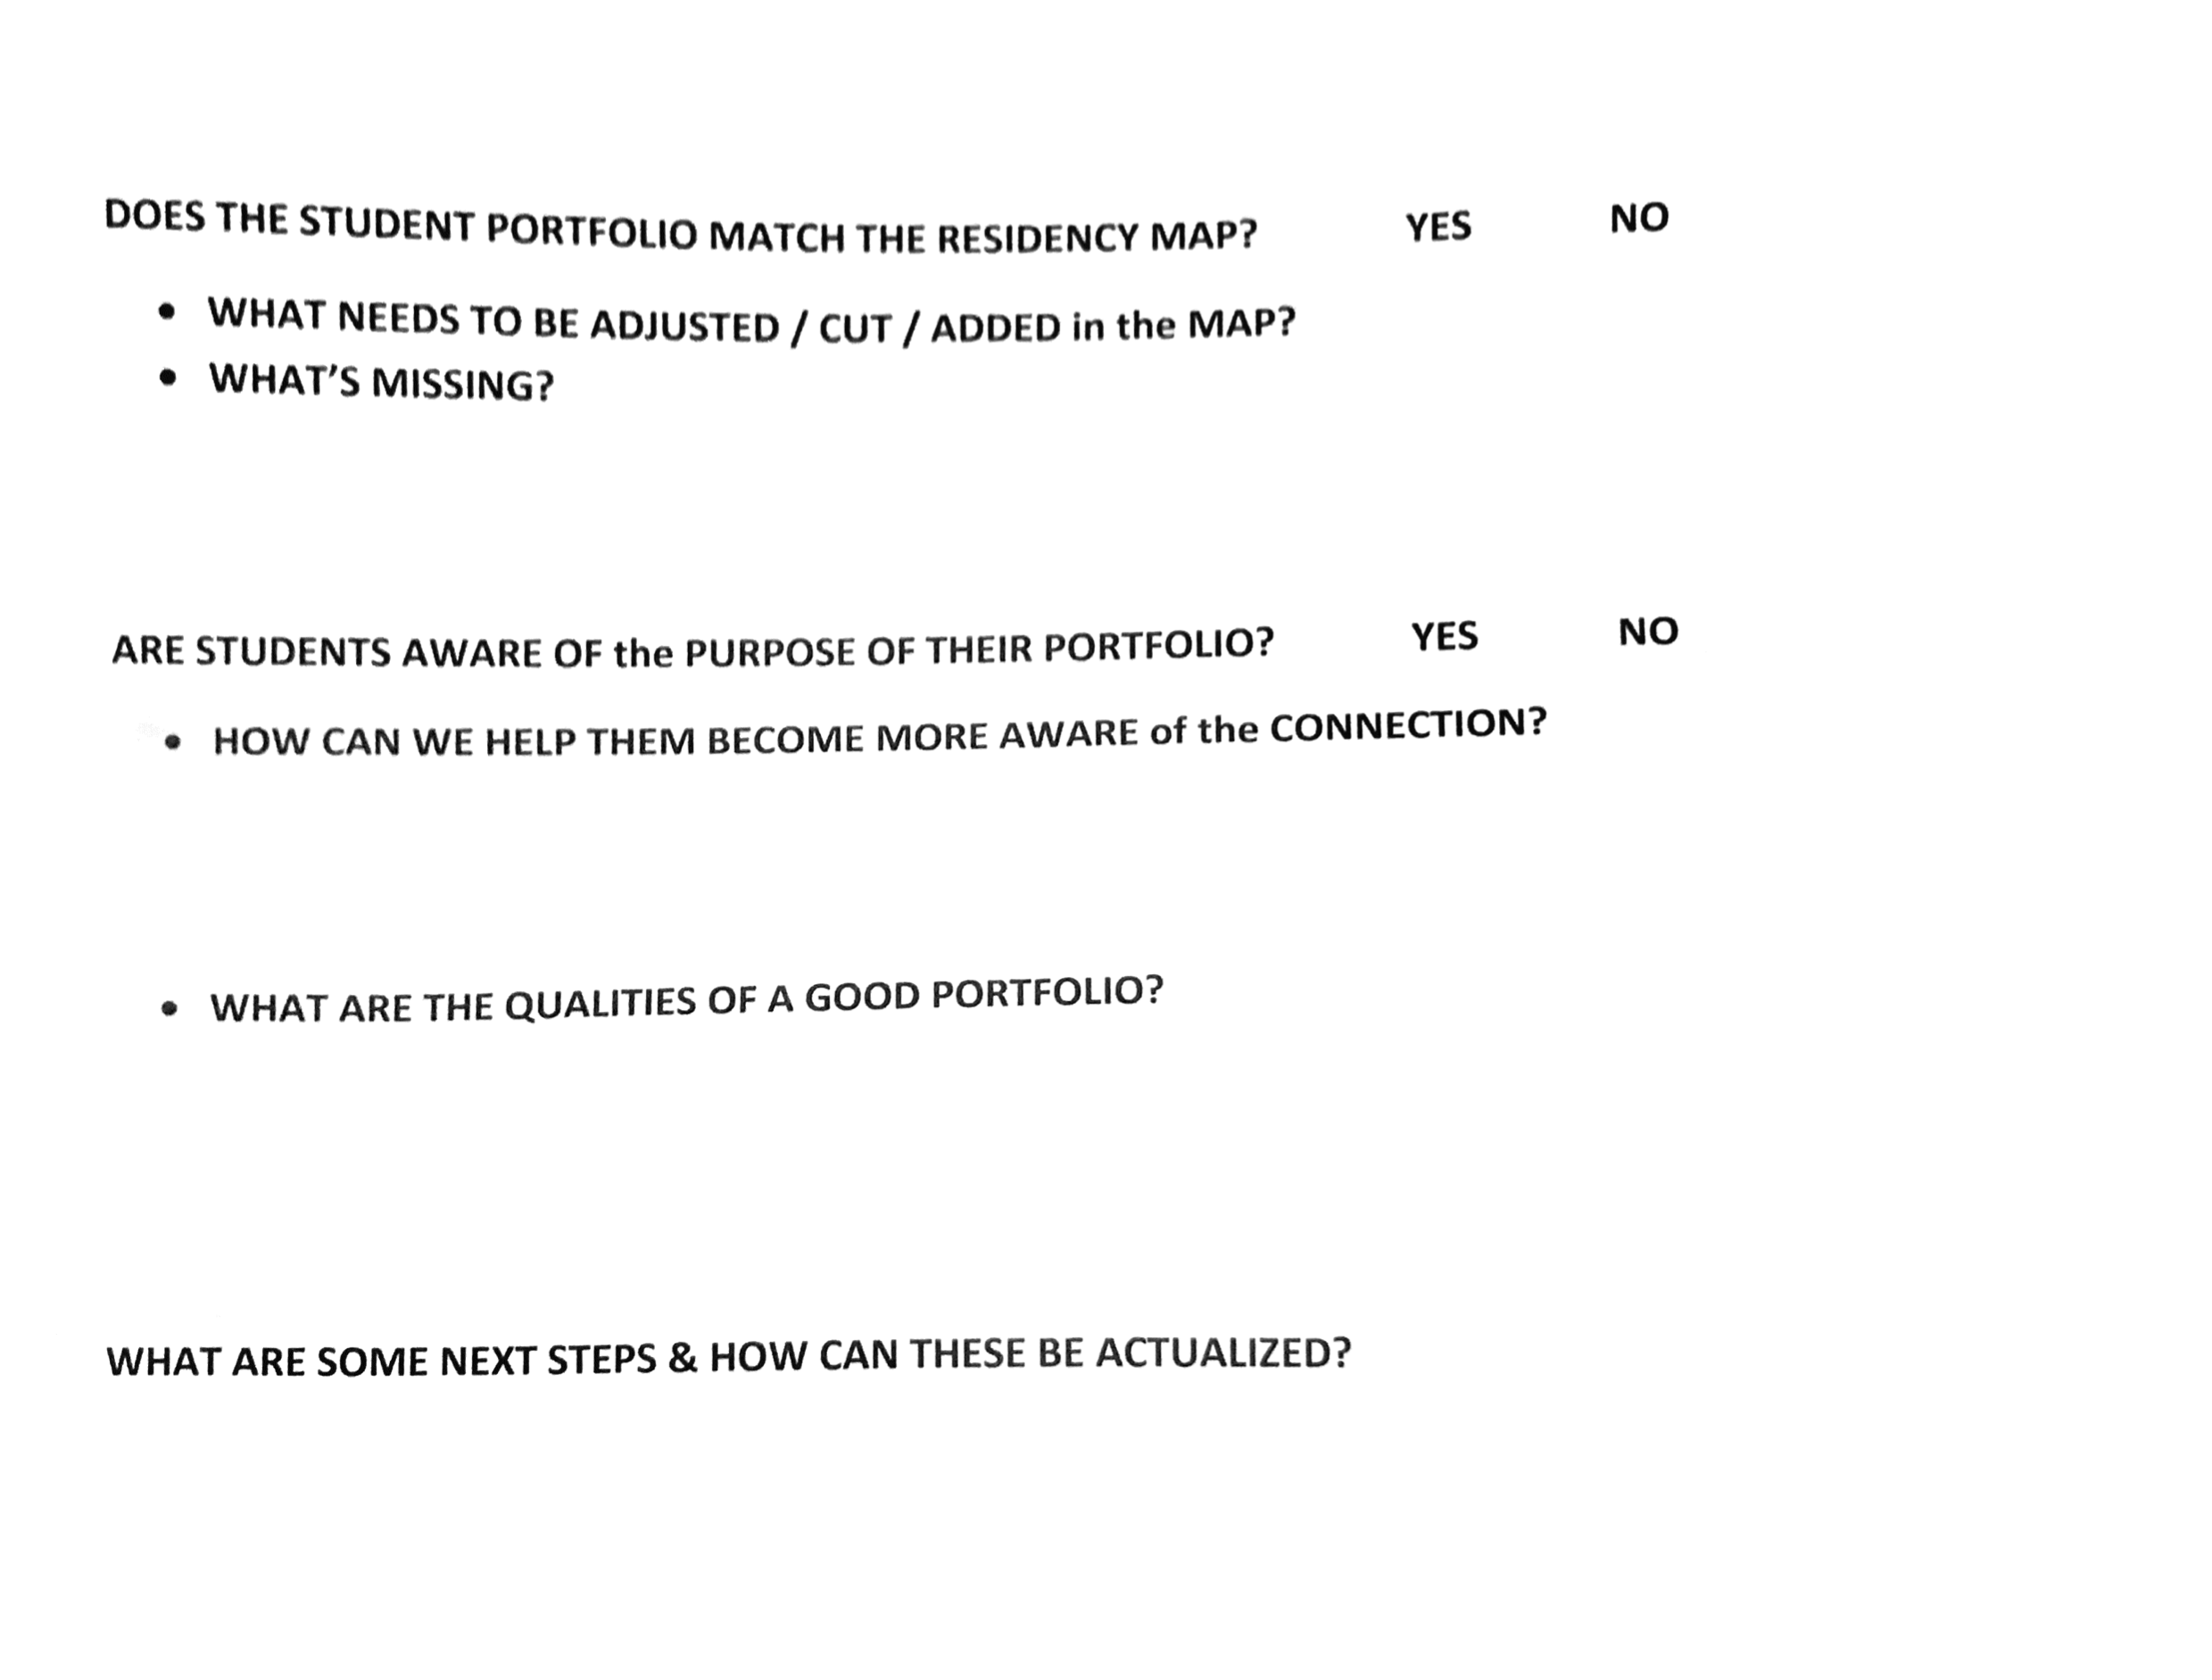 DOES THE STUDENT PORTFOLIO MATCH THE RESIDENCY MAP? YES NO
• WHAT NEEDS TO BE ADJUSTED / CUT / ADDED in the MAP?
• WHAT’S MISSING?
ARE STUDENTS AWARE OF the PURPOSE OF THEIR PORTFOLIO? YES NO
• HOW CAN WE HELP THEM BECOME MORE AWARE of the CONNECTION?
• WHAT ARE THE QUALITIES OF A GOOD PORTFOLIO?
WHAT ARE SOME NEXT STEPS & HOW CAN THESE BE ACTUALIZED?